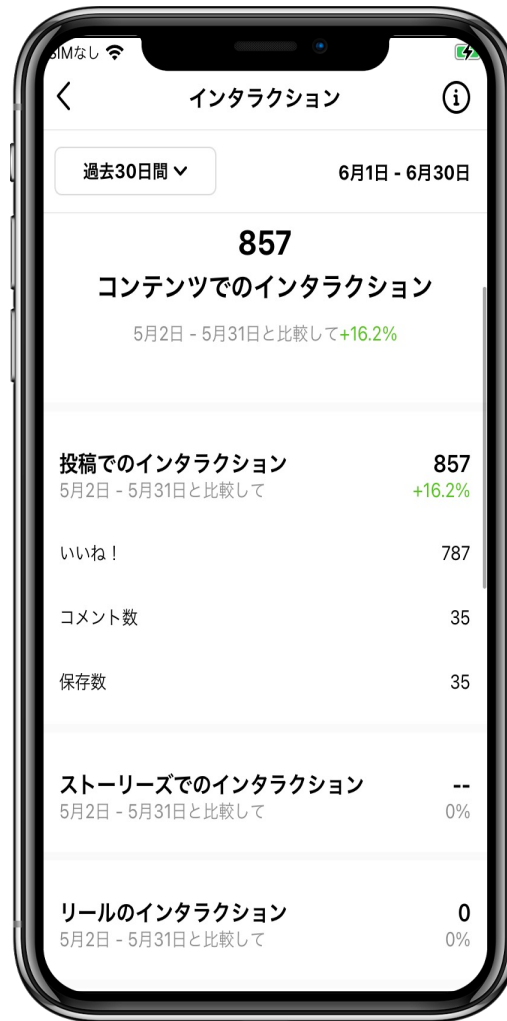 SIMなし
インタラクション
過去30日間
6月1日 - 6月30日
857
コンテンツでのインタラクション
5月2日 - 5月31日と比較して+16.2%
投稿でのインタラクション 857
5月2日 - 5月31日と比較して +16.2%
いいね！ 787
コメント数 35
保存数 35
ストーリーズでのインタラクション --
5月2日 - 5月31日と比較して 0%
リールのインタラクション 0
5月2日 - 5月31日と比較して 0%